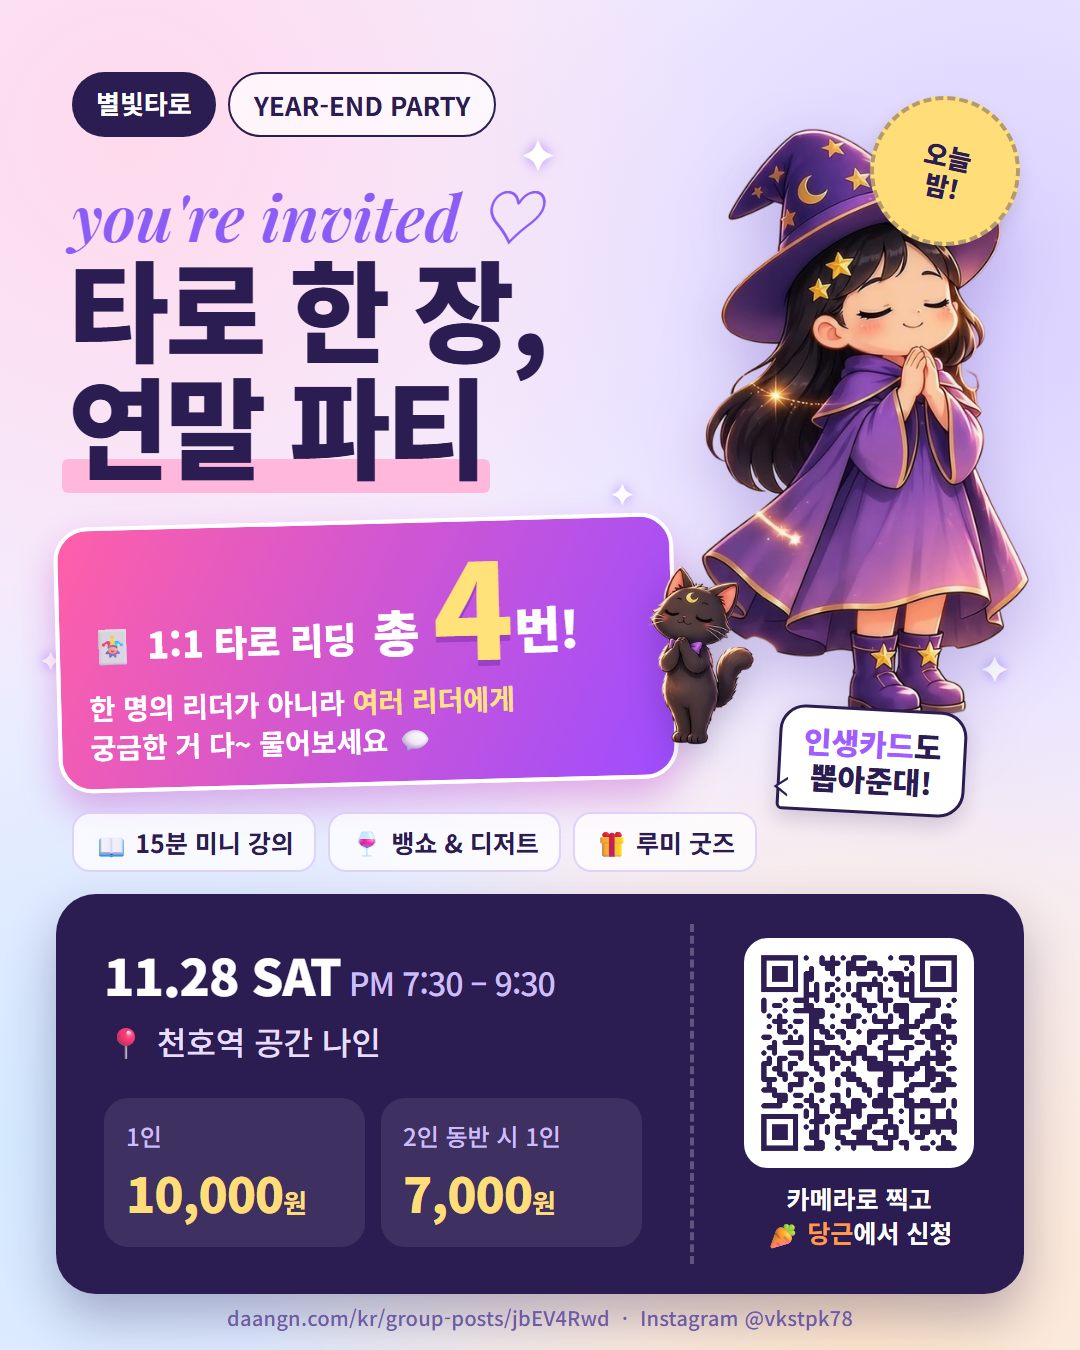 별빛타로
YEAR-END PARTY
오늘
밤!
you're invited ♡
타로 한 장,
연말 파티
1:1 타로 리딩 총 4번!
한 명의 리더가 아니라 여러 리더에게
궁금한 거 다~ 물어보세요
인생카드도
뽑아준대!
15분 미니 강의
뱅쇼 & 디저트
루미 굿즈
11.28 SAT PM 7:30 – 9:30
천호역 공간 나인
1인
10,000원
2인 동반 시 1인
7,000원
카메라로 찍고
당근에서 신청
daangn.com/kr/group-posts/jbEV4Rwd · Instagram @vkstpk78